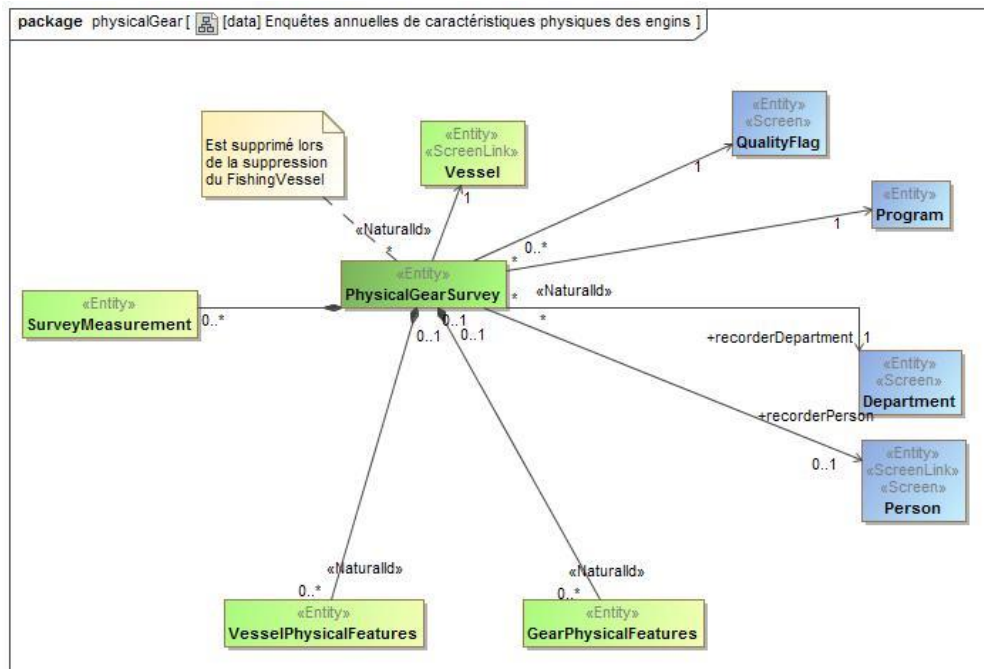 package physicalGear [ [data] Enquêtes annuelles de caractéristiques physiques des engins ]
Est supprimé lors
de la suppression
du FishingVessel
«Entity»
«ScreenLink»
Vessel
1
«Entity»
«Screen»
QualityFlag
1
«Entity»
Program
1
«NaturalId»
*
0..*
*
«Entity»
PhysicalGearSurvey
*
«NaturalId»
*
«Entity»
SurveyMeasurement
0..*
0..1
0..1
0..1
+recorderDepartment
1
«Entity»
«Screen»
Department
+recorderPerson
0..1
«Entity»
«ScreenLink»
«Screen»
Person
«NaturalId»
0..*
«Entity»
VesselPhysicalFeatures
«NaturalId»
0..*
«Entity»
GearPhysicalFeatures